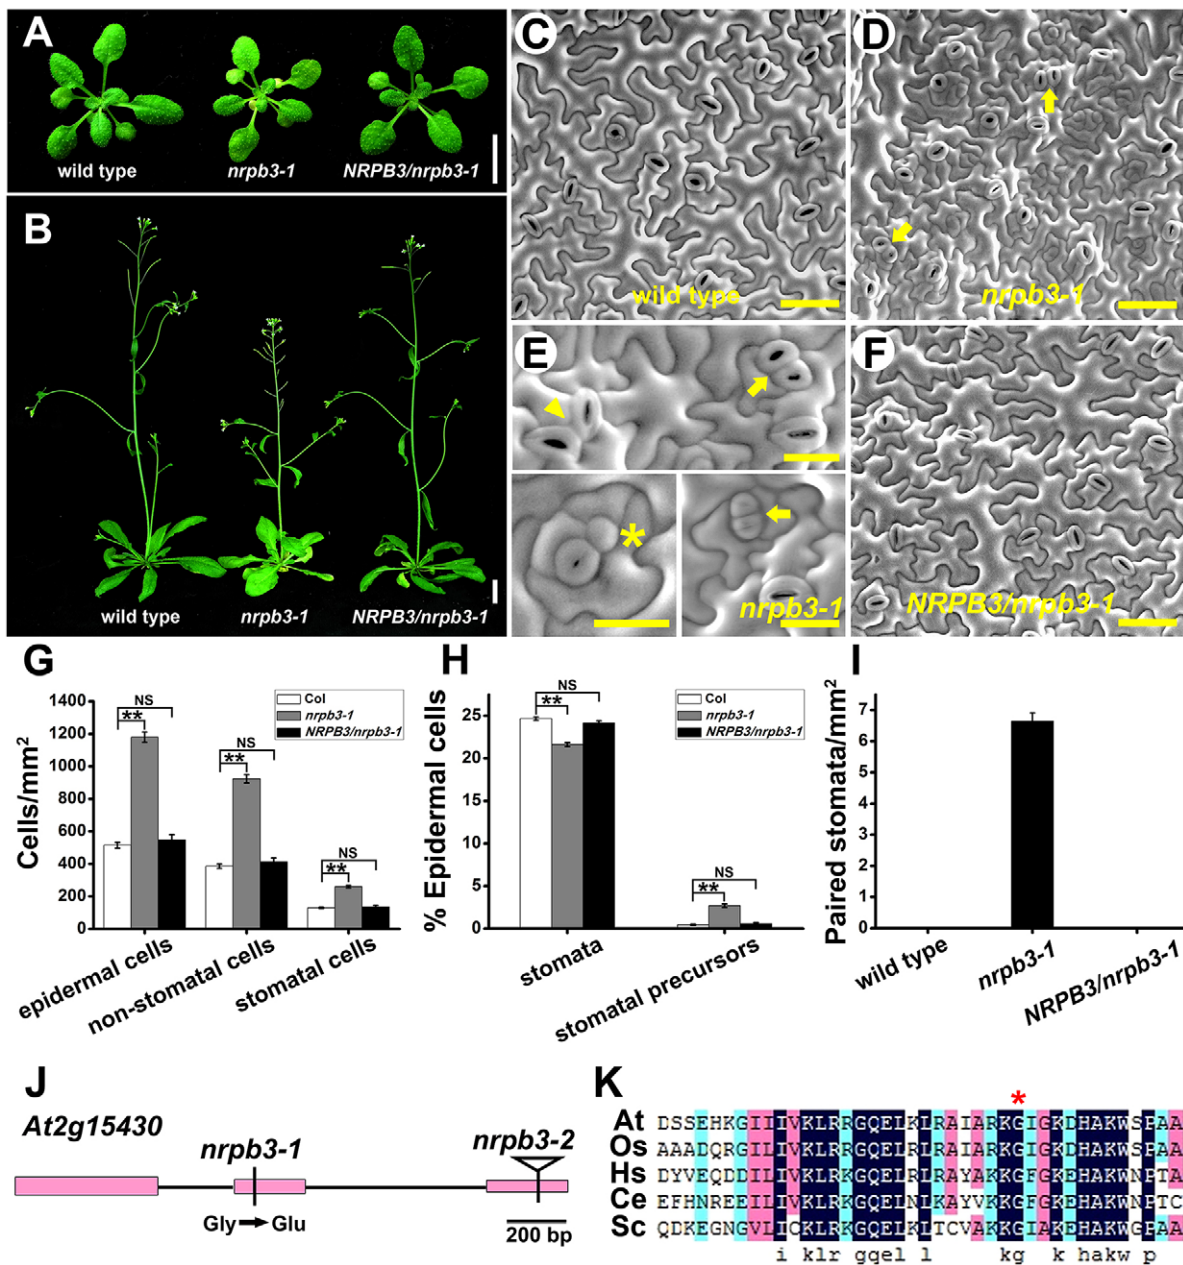 A
wild type
nrpb3-1
NRPB3/nrpb3-1
B
wild type
nrpb3-1
NRPB3/nrpb3-1
C
wild type
D
nrpb3-1
E
*
nrpb3-1
F
NRPB3/nrpb3-1
G
Cells/mm²
1400
1200
1000
800
600
400
200
0
Col
nrpb3-1
NRPB3/nrpb3-1
NS
**
NS
**
NS
**
epidermal cells
non-stomatal cells
stomatal cells
H
% Epidermal cells
25
20
15
10
5
0
Col
nrpb3-1
NRPB3/nrpb3-1
NS
**
NS
**
stomata
stomatal precursors
I
Paired stomata/mm²
7
6
5
4
3
2
1
0
wild type
nrpb3-1
NRPB3/nrpb3-1
J
At2g15430
nrpb3-1
nrpb3-2
Gly Glu
200 bp
K
*
At DSSEHKGILIVKLRRGQELKLRAIARKGIGKDHAKWSPAA
Os AAADQRGILIVKLRRGQELRLRAIARKGIGKDHAKWSPAA
Hs DYVEQDDILIVKLRKGQELRLRAYAKKGFGKEHAKWNPTA
Ce EFHNREEILIVKLRKGQELNLKAYVKKGFGKEHAKWNPTC
Sc QDKEGNGVLICKLRKGQELKLTCVAKKGIAKEHAKWGPAA
i klr gqel l kg k hakw p